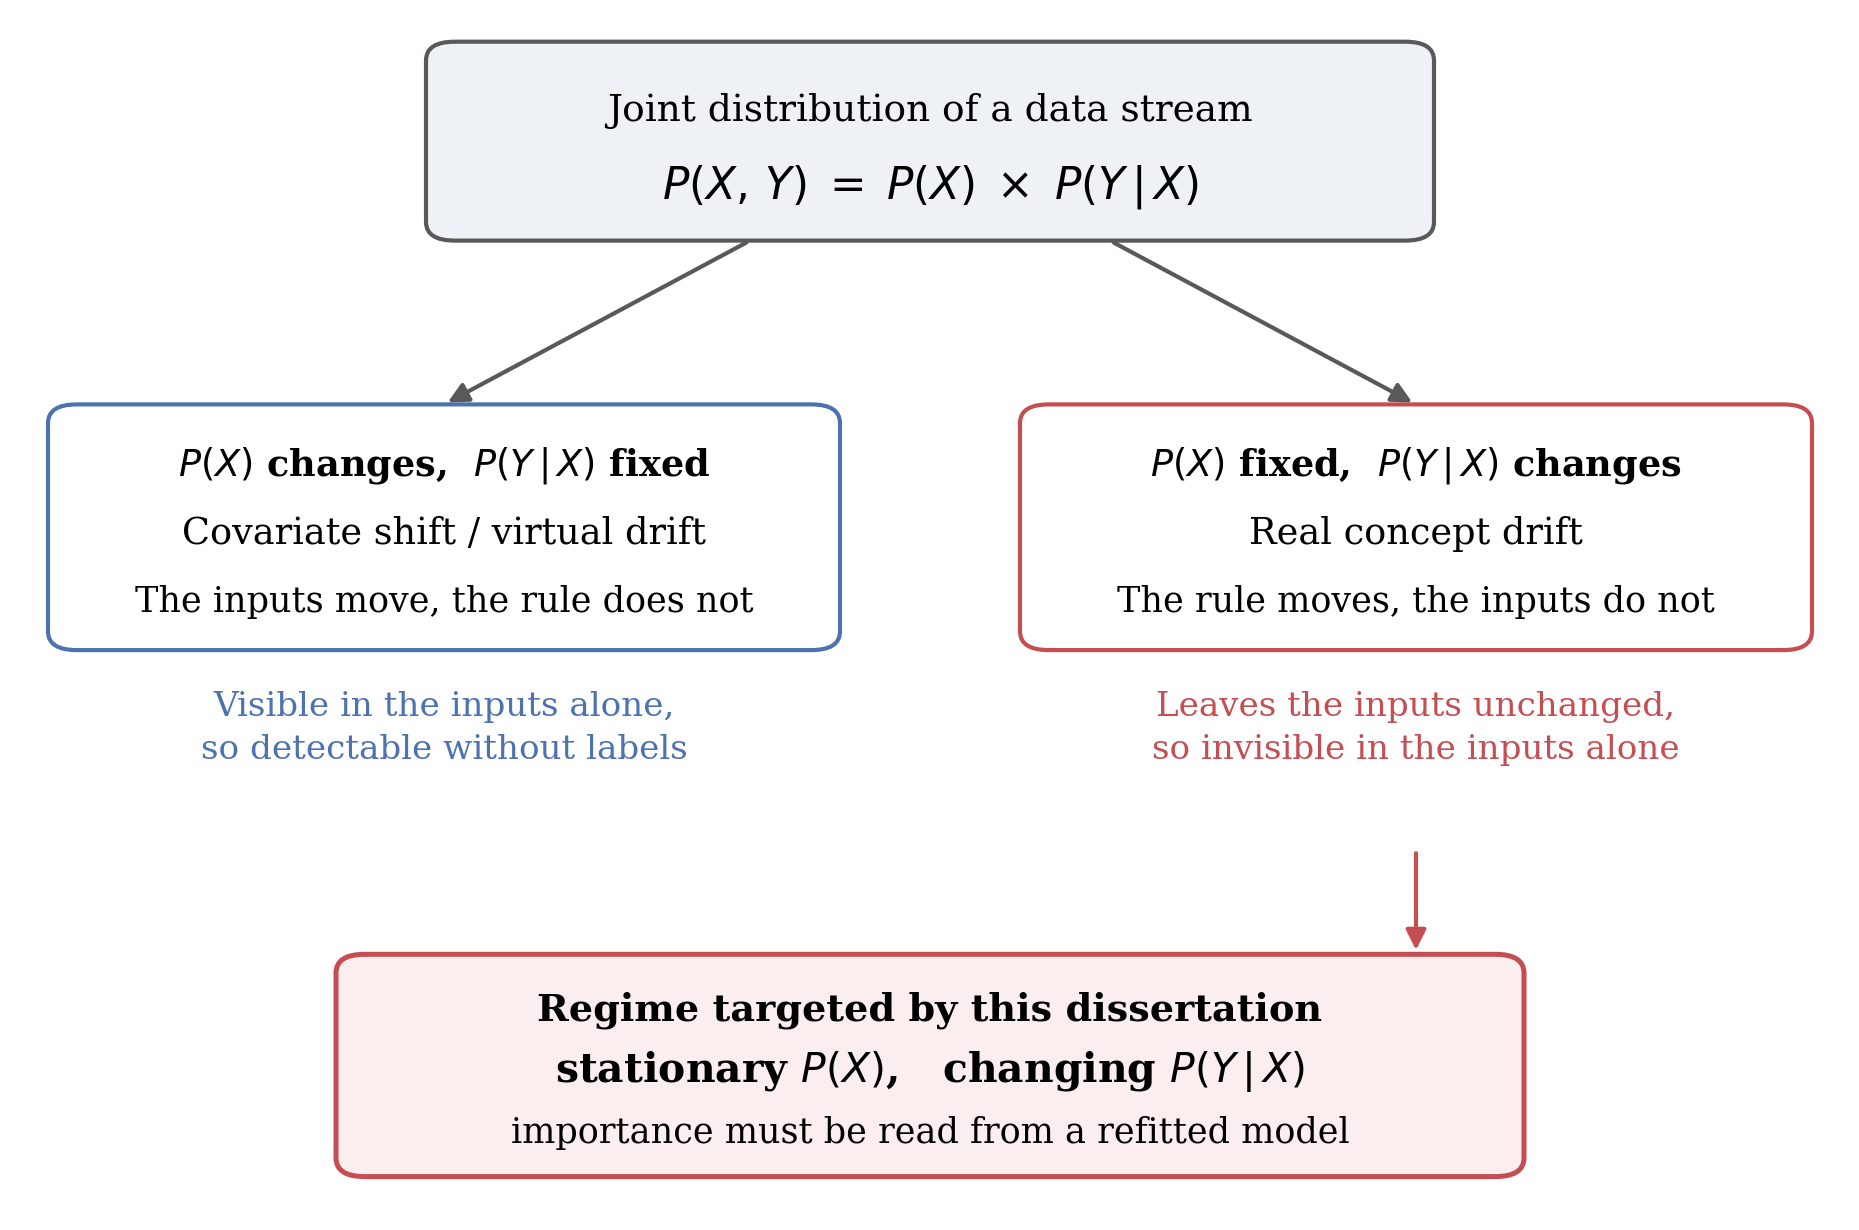 Joint distribution of a data stream
P(X, Y) = P(X) × P(Y | X)
P(X) changes, P(Y | X) fixed
Covariate shift / virtual drift
The inputs move, the rule does not
P(X) fixed, P(Y | X) changes
Real concept drift
The rule moves, the inputs do not
Visible in the inputs alone,
so detectable without labels
Leaves the inputs unchanged,
so invisible in the inputs alone
Regime targeted by this dissertation
stationary P(X), changing P(Y | X)
importance must be read from a refitted model